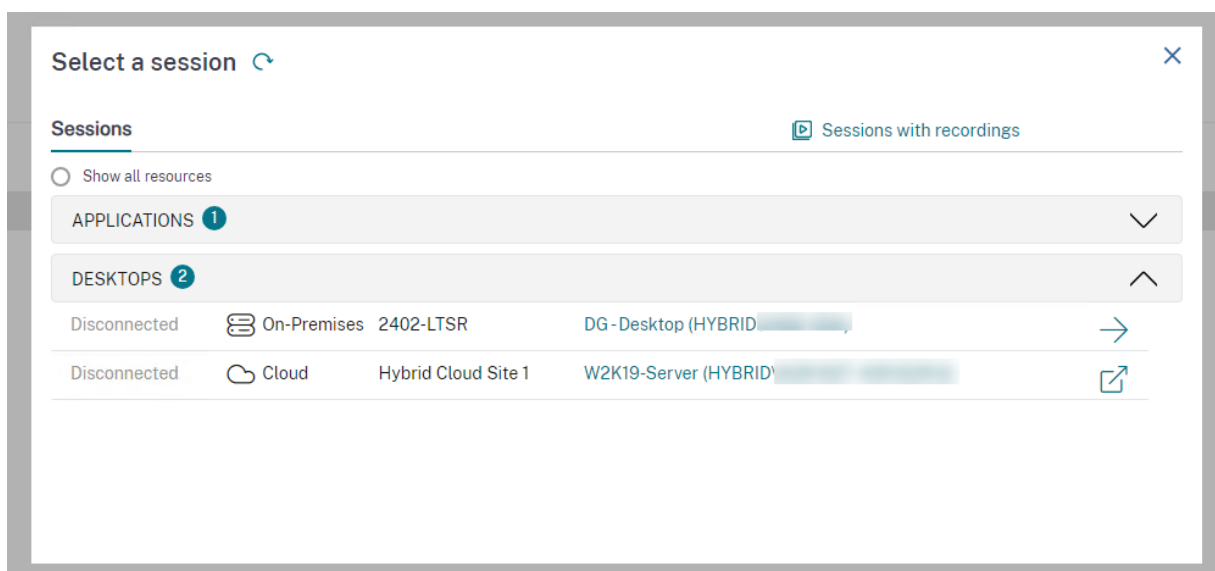 Select a session
Sessions
Sessions with recordings
Show all resources
APPLICATIONS 1
DESKTOPS 2
Disconnected On-Premises 2402-LTSR DG-Desktop (HYBRID
Disconnected Cloud Hybrid Cloud Site 1 W2K19-Server (HYBRID\